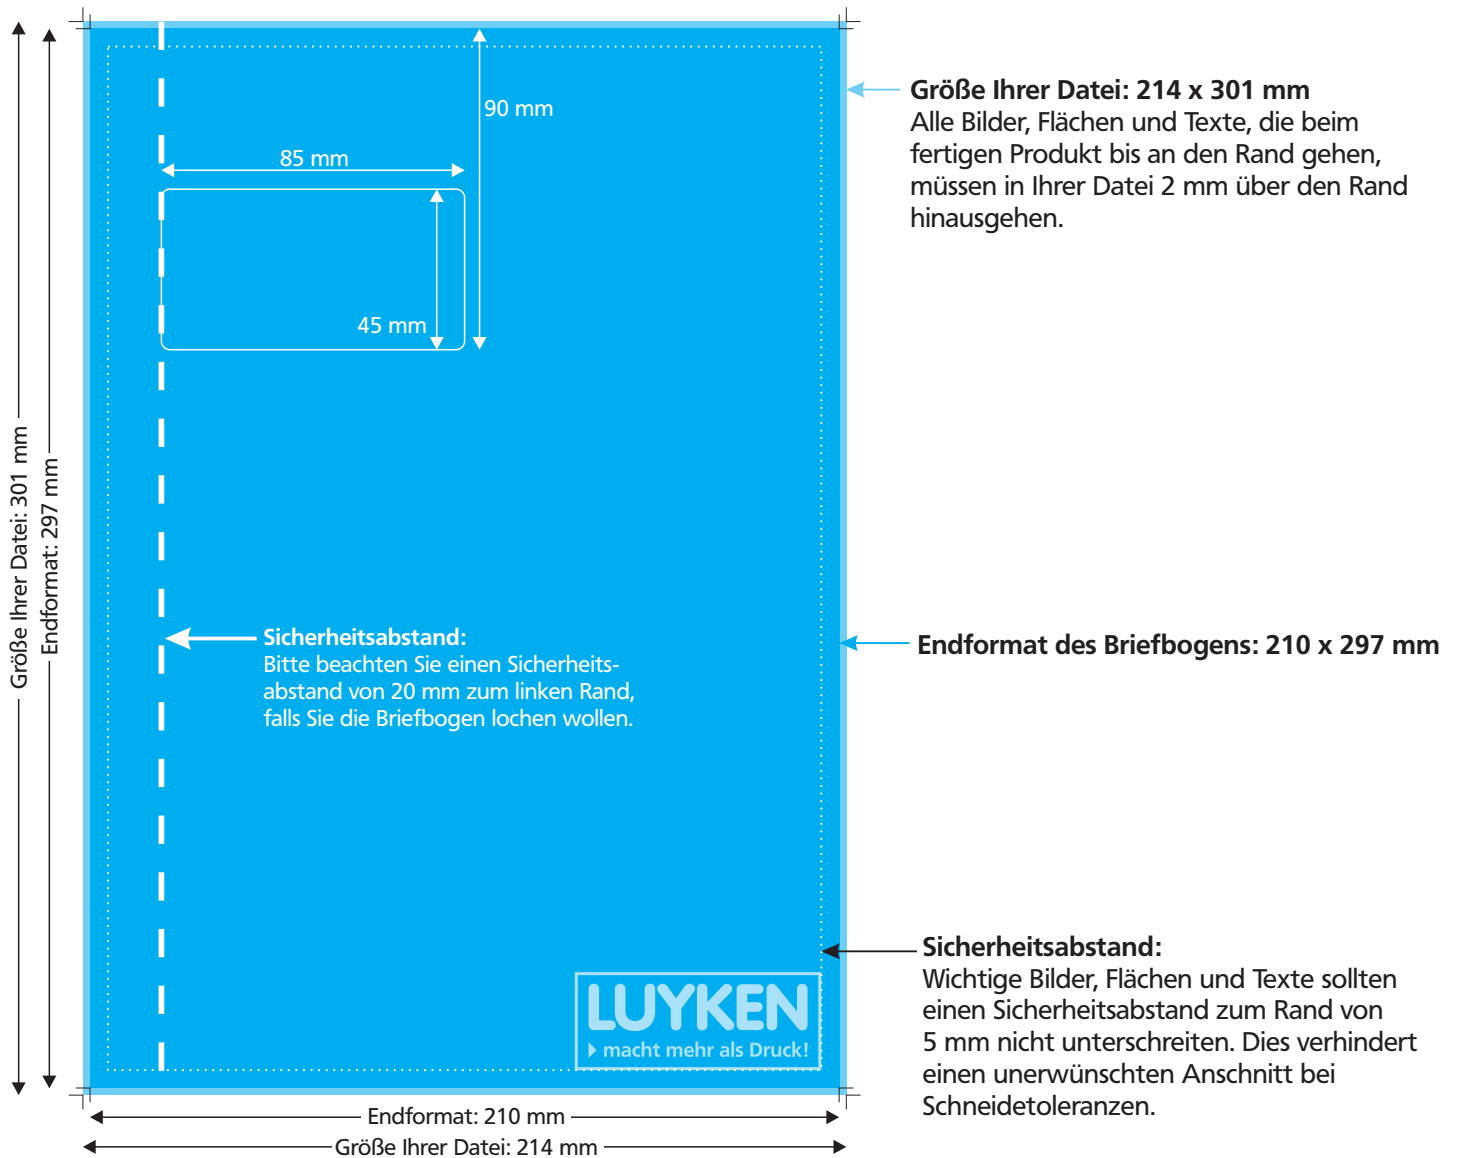 90 mm
85 mm
45 mm
Größe Ihrer Datei: 301 mm
Endformat: 297 mm
Größe Ihrer Datei: 214 x 301 mm
Alle Bilder, Flächen und Texte, die beim
fertigen Produkt bis an den Rand gehen,
müssen in Ihrer Datei 2 mm über den Rand
hinausgehen.
Sicherheitsabstand:
Bitte beachten Sie einen Sicherheits-
abstand von 20 mm zum linken Rand,
falls Sie die Briefbogen lochen wollen.
Endformat des Briefbogens: 210 x 297 mm
Sicherheitsabstand:
Wichtige Bilder, Flächen und Texte sollten
einen Sicherheitsabstand zum Rand von
5 mm nicht unterschreiten. Dies verhindert
einen unerwünschten Anschnitt bei
Schneidetoleranzen.
LUYKEN
macht mehr als Druck!
Endformat: 210 mm
Größe Ihrer Datei: 214 mm